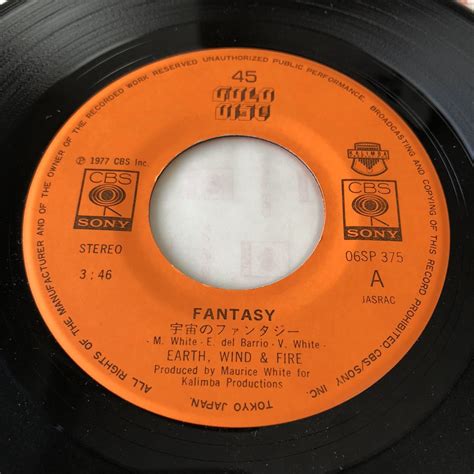 ALL RIGHTS OF THE MANUFACTURER AND OF THE OWNER OF THE RECORDED WORK RESERVED UNAUTHORIZED PUBLIC PERFORMANCE, BROADCASTING AND COPYING OF THIS RECORD PROHIBITED CBS/SONY INC. TOKYO JAPAN.
45
GOLD
DISC
℗ 1977 CBS Inc.
KALIMBA
CBS
SONY
CBS
SONY
STEREO
06SP 375
3:46
A
JASRAC
FANTASY
宇宙のファンタジー
- M. White - E. del Barrio - V. White -
EARTH, WIND & FIRE
Produced by Maurice White for
Kalimba Productions